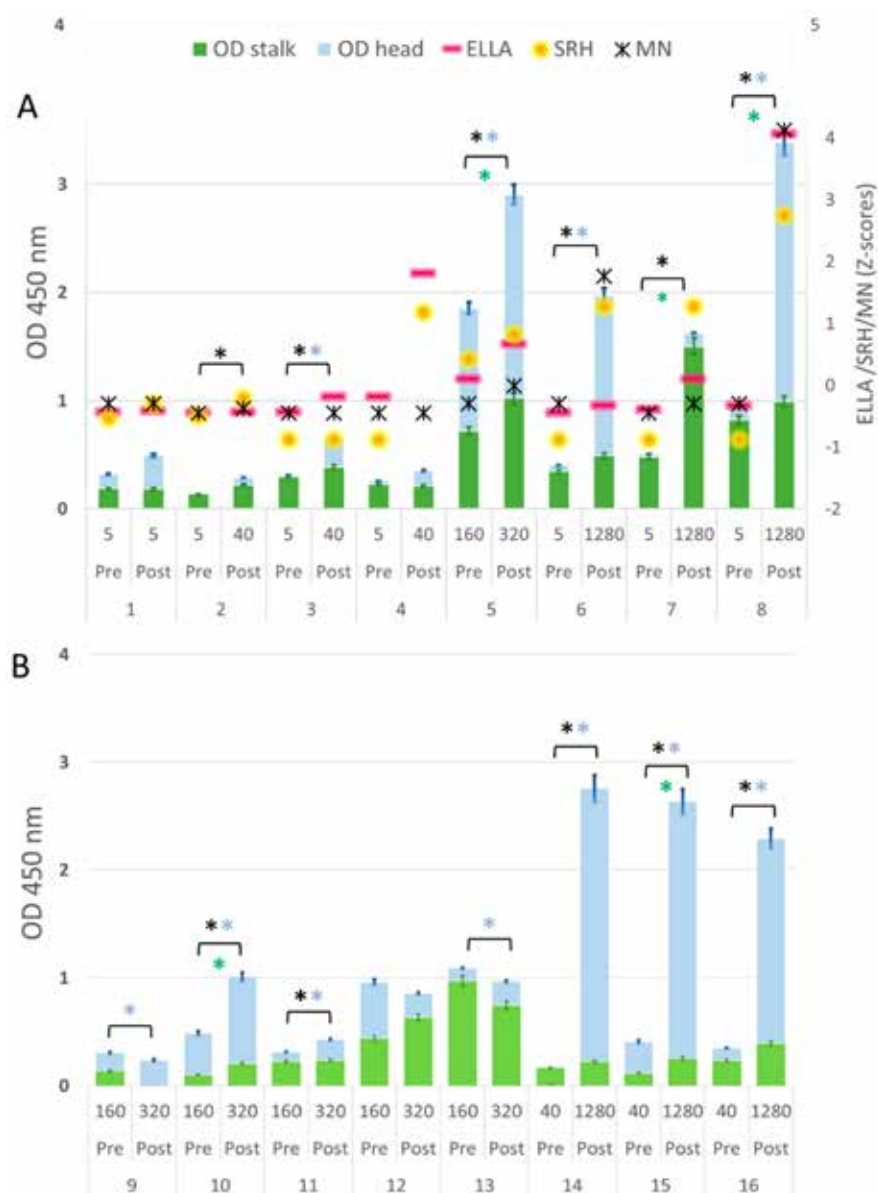 4 5
OD stalk OD head ELLA SRH MN
A
4
3 3
2
2
1
1 0
-1
0 -2
OD 450 nm
ELLA /SRH/MN (Z-scores)
5 5 5 40 5 40 5 40 160 320 5 1280 5 1280 5 1280
Pre Post Pre Post Pre Post Pre Post Pre Post Pre Post Pre Post Pre Post
1 2 3 4 5 6 7 8
B
4
3
2
1
0
OD 450 nm
160 320 160 320 160 320 160 320 160 320 40 1280 40 1280 40 1280
Pre Post Pre Post Pre Post Pre Post Pre Post Pre Post Pre Post Pre Post
9 10 11 12 13 14 15 16